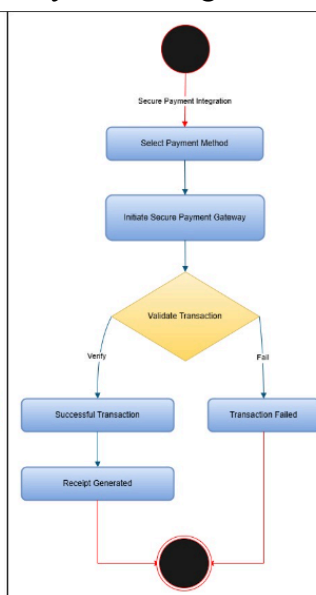 Secure Payment Integration
Select Payment Method
Initiate Secure Payment Gateway
Validate Transaction
Verify
Fail
Successful Transaction
Transaction Failed
Receipt Generated